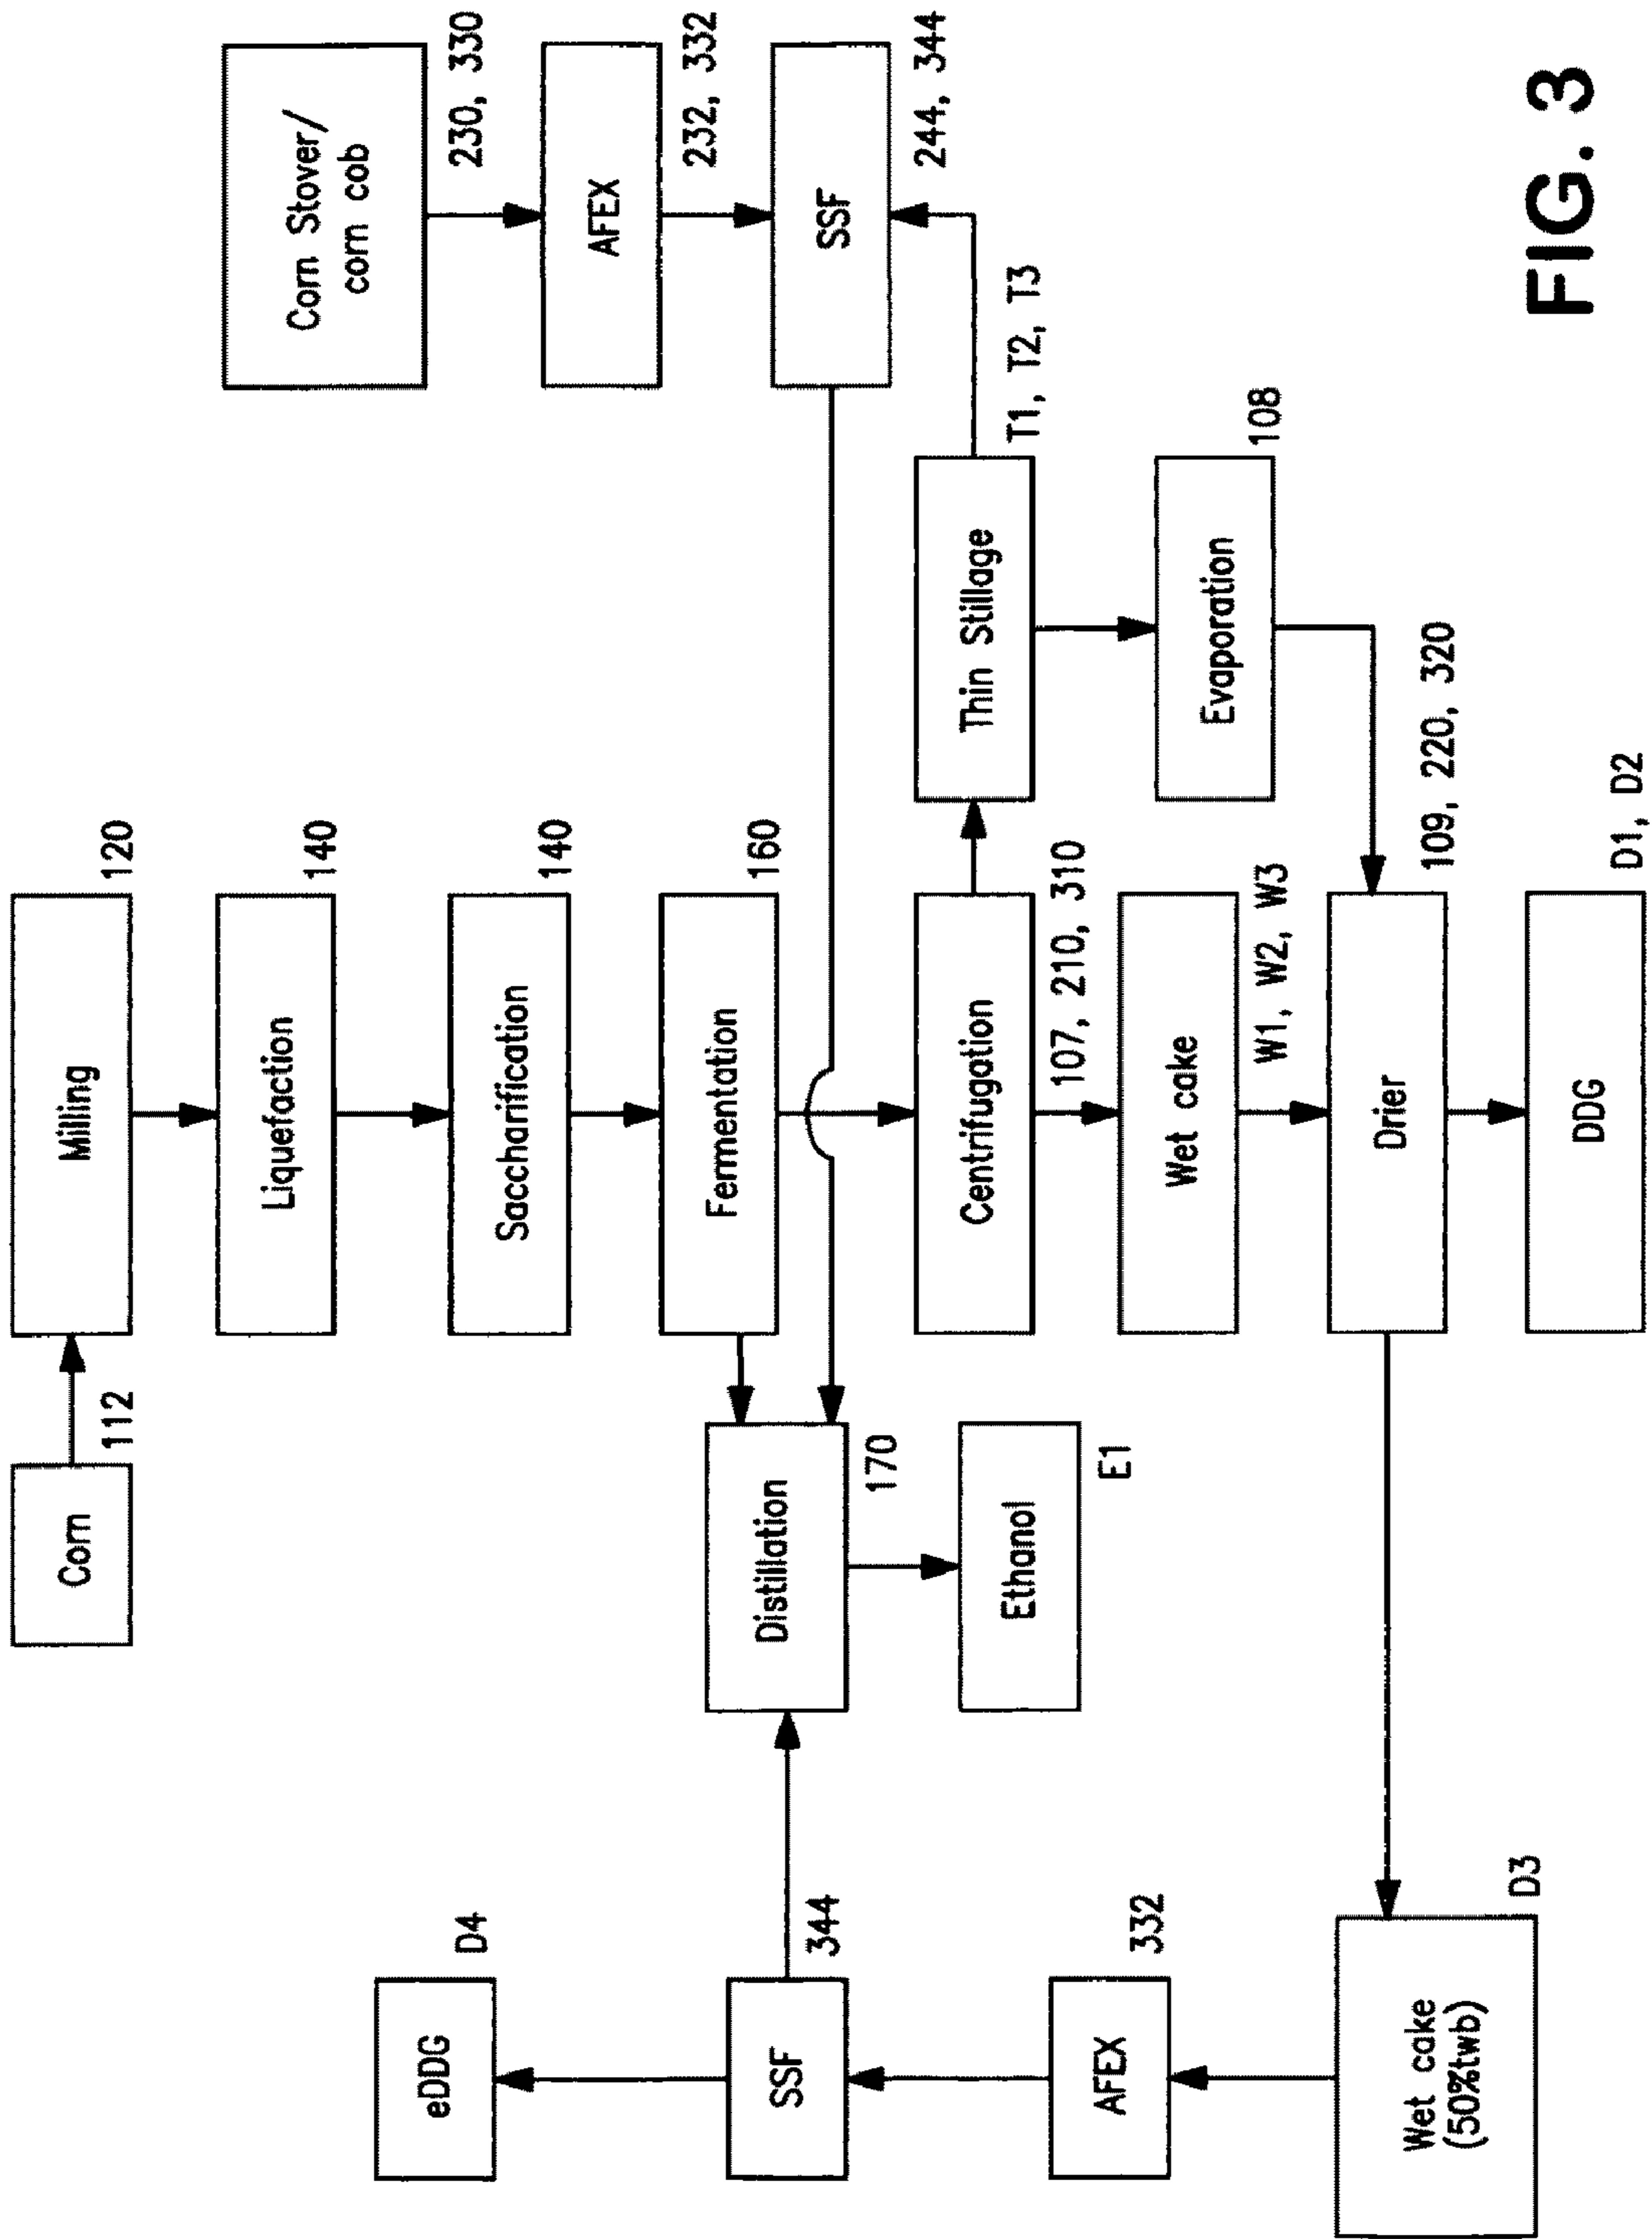 Corn
112
Milling
120
Liquefaction
140
Saccharification
140
Fermentation
160
Corn Stover/
corn cob
230, 330
AFEX
232, 332
SSF
244, 344
eDDG
D4
SSF
344
AFEX
332
Wet cake
(50%twb)
D3
Distillation
170
Ethanol
E1
Centrifugation
107, 210, 310
Thin Stillage
T1, T2, T3
Wet cake
W1, W2, W3
Evaporation
108
Drier
109, 220, 320
DDG
D1, D2
FIG. 3